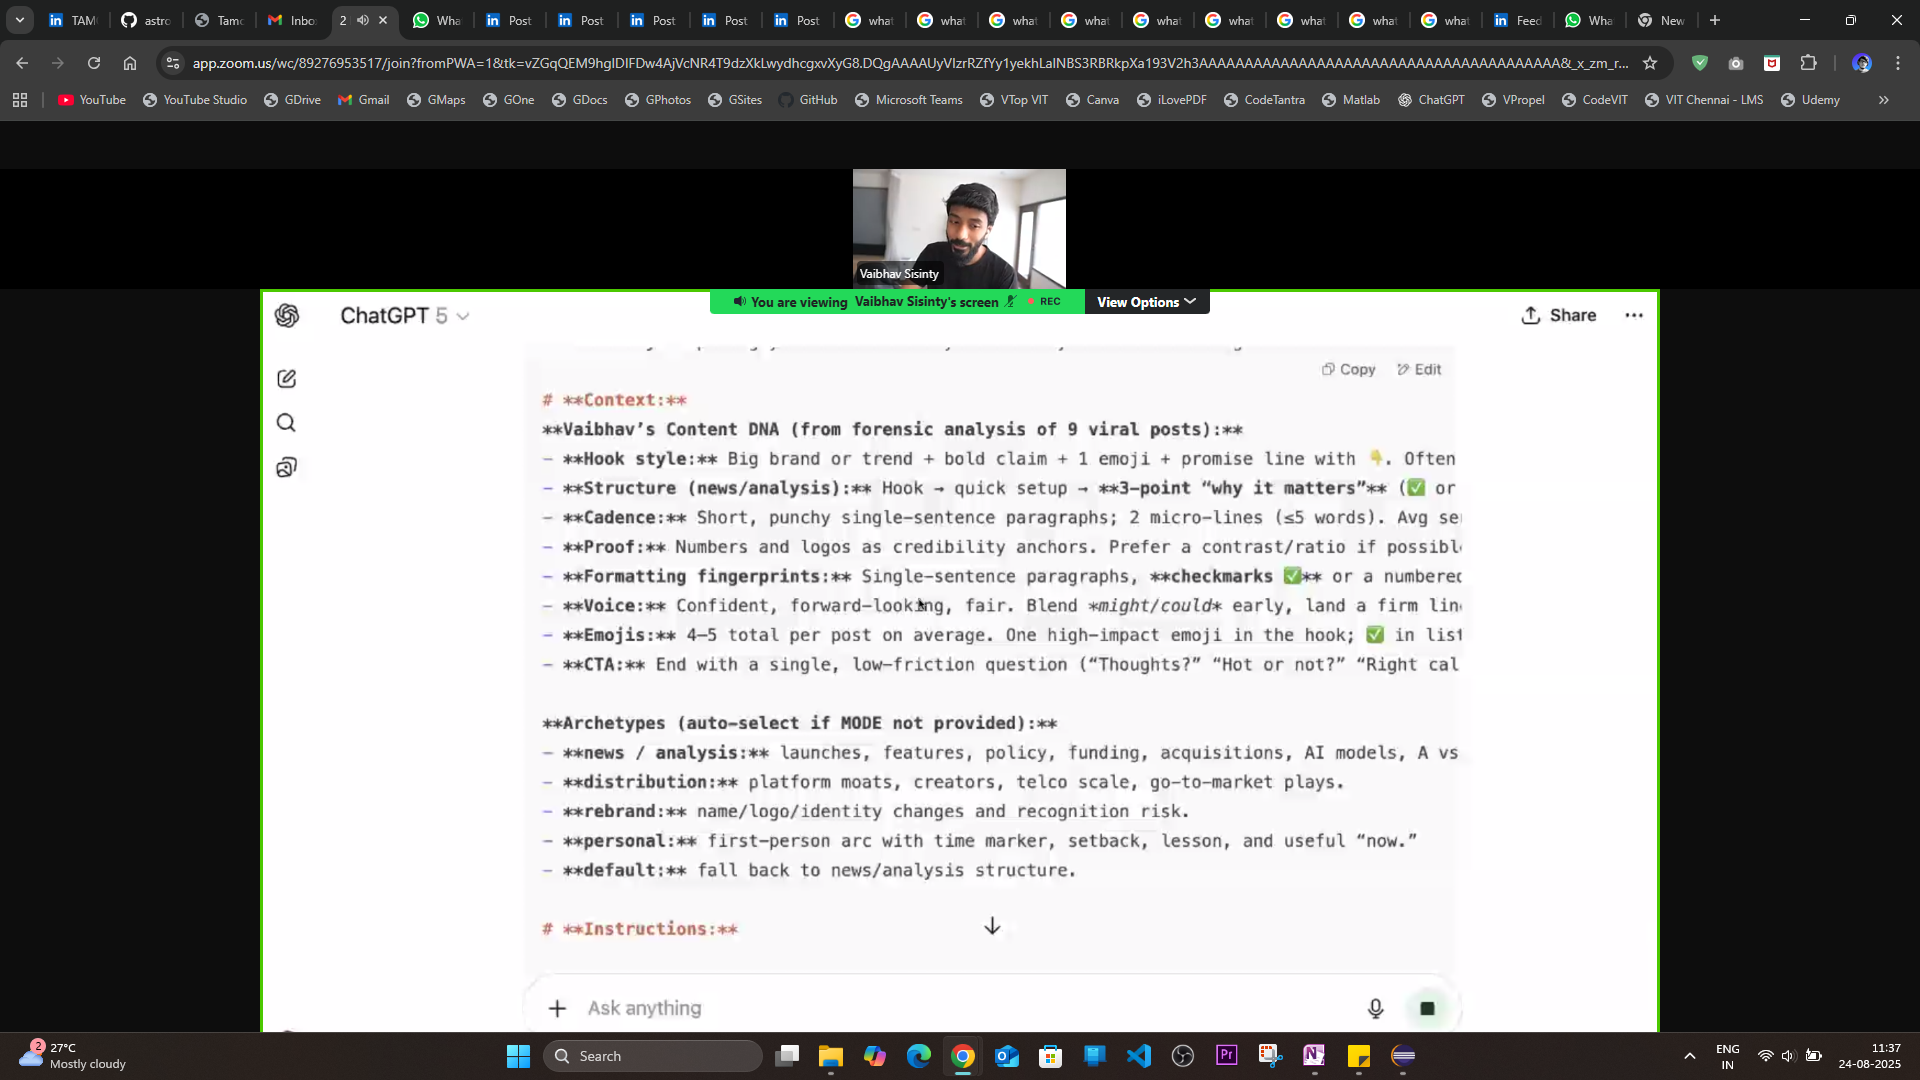 TAM
astro
Tamc
Inbo
2
Wha
Post
Post
Post
Post
Post
what
what
what
what
what
what
what
what
what
Feed
Wha
New
app.zoom.us/wc/89276953517/join?fromPWA=1&tk=
YouTube
YouTube Studio
GDrive
Gmail
GMaps
GOne
GDocs
GPhotos
GSites
GitHub
Microsoft Teams
VTop VIT
Canva
iLovePDF
CodeTantra
Matlab
ChatGPT
VPropel
CodeVIT
VIT Chennai - LMS
Udemy
Vaibhav Sisinty
You are viewing Vaibhav Sisinty's screen REC View Options
ChatGPT 5
Share
Copy Edit
# **Context:**
**Vaibhav’s Content DNA (from forensic analysis of 9 viral posts):**
– **Hook style:** Big brand or trend + bold claim + 1 emoji + promise line with 👇. Often
– **Structure (news/analysis):** Hook → quick setup → **3-point “why it matters”** (✅ or
– **Cadence:** Short, punchy single-sentence paragraphs; 2 micro-lines (≤5 words). Avg se
– **Proof:** Numbers and logos as credibility anchors. Prefer a contrast/ratio if possibl
– **Formatting fingerprints:** Single-sentence paragraphs, **checkmarks ✅** or a numbered
– **Voice:** Confident, forward-looking, fair. Blend *might/could* early, land a firm lin
– **Emojis:** 4–5 total per post on average. One high-impact emoji in the hook; ✅ in list
– **CTA:** End with a single, low-friction question (“Thoughts?” “Hot or not?” “Right cal
**Archetypes (auto-select if MODE not provided):**
– **news / analysis:** launches, features, policy, funding, acquisitions, AI models, A vs
– **distribution:** platform moats, creators, telco scale, go-to-market plays.
– **rebrand:** name/logo/identity changes and recognition risk.
– **personal:** first-person arc with time marker, setback, lesson, and useful “now.”
– **default:** fall back to news/analysis structure.
# **Instructions:**
Ask anything
2
27°C
Mostly cloudy
Search
Pr
ENG
IN
11:37
24-08-2025